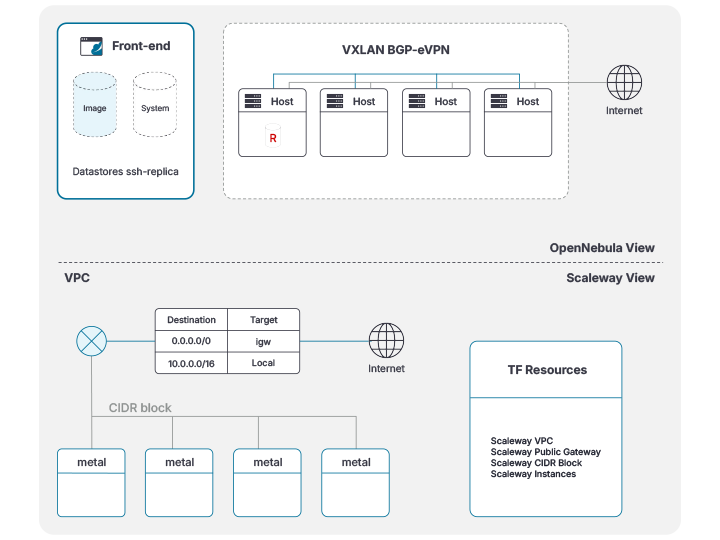 Front-end
Image
System
Datastores ssh-replica
VXLAN BGP-eVPN
Host
Host
Host
Host
R
Internet
OpenNebula View
VPC
Scaleway View
Destination Target
0.0.0.0/0 igw
10.0.0.0/16 Local
Internet
CIDR block
metal
metal
metal
metal
TF Resources
Scaleway VPC
Scaleway Public Gateway
Scaleway CIDR Block
Scaleway Instances